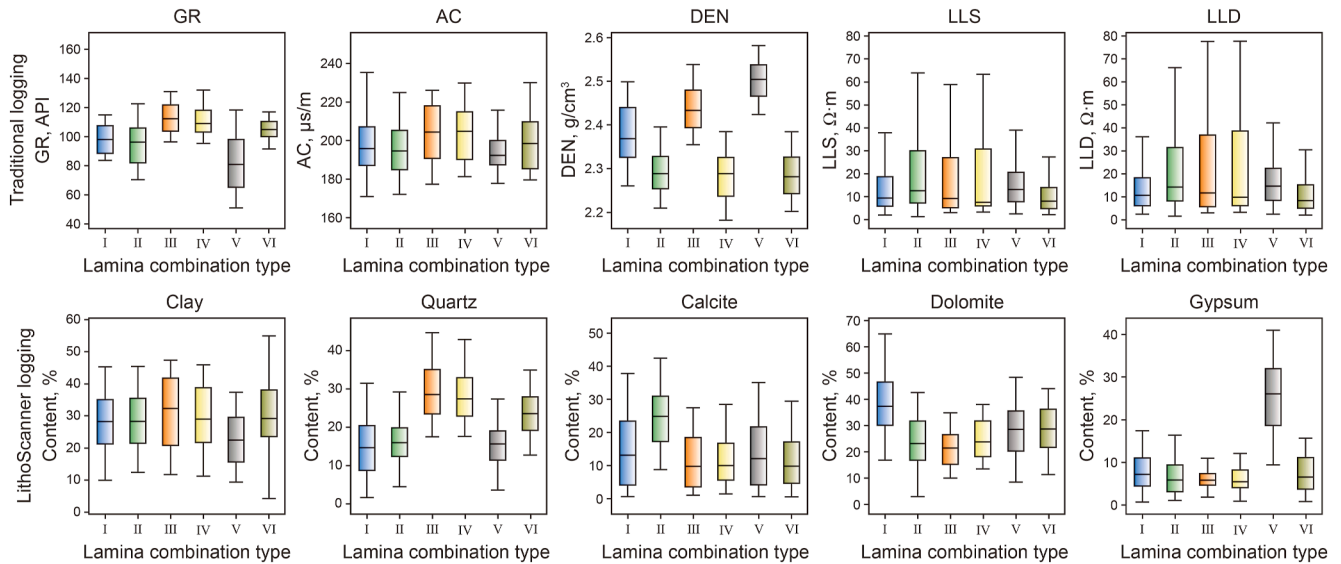 GR AC DEN LLS LLD
Traditional logging
GR, API
160
140
120
100
80
60
40
I II III IV V VI
Lamina combination type
AC, μs/m
240
220
200
180
160
I II III IV V VI
Lamina combination type
DEN, g/cm³
2.6
2.5
2.4
2.3
2.2
I II III IV V VI
Lamina combination type
LLS, Ω·m
80
70
60
50
40
30
20
10
0
I II III IV V VI
Lamina combination type
LLD, Ω·m
80
70
60
50
40
30
20
10
0
I II III IV V VI
Lamina combination type
Clay Quartz Calcite Dolomite Gypsum
LithoScanner logging
Content, %
60
50
40
30
20
10
0
I II III IV V VI
Lamina combination type
Content, %
40
30
20
10
0
I II III IV V VI
Lamina combination type
Content, %
50
40
30
20
10
0
I II III IV V VI
Lamina combination type
Content, %
70
60
50
40
30
20
10
0
I II III IV V VI
Lamina combination type
Content, %
40
30
20
10
0
I II III IV V VI
Lamina combination type